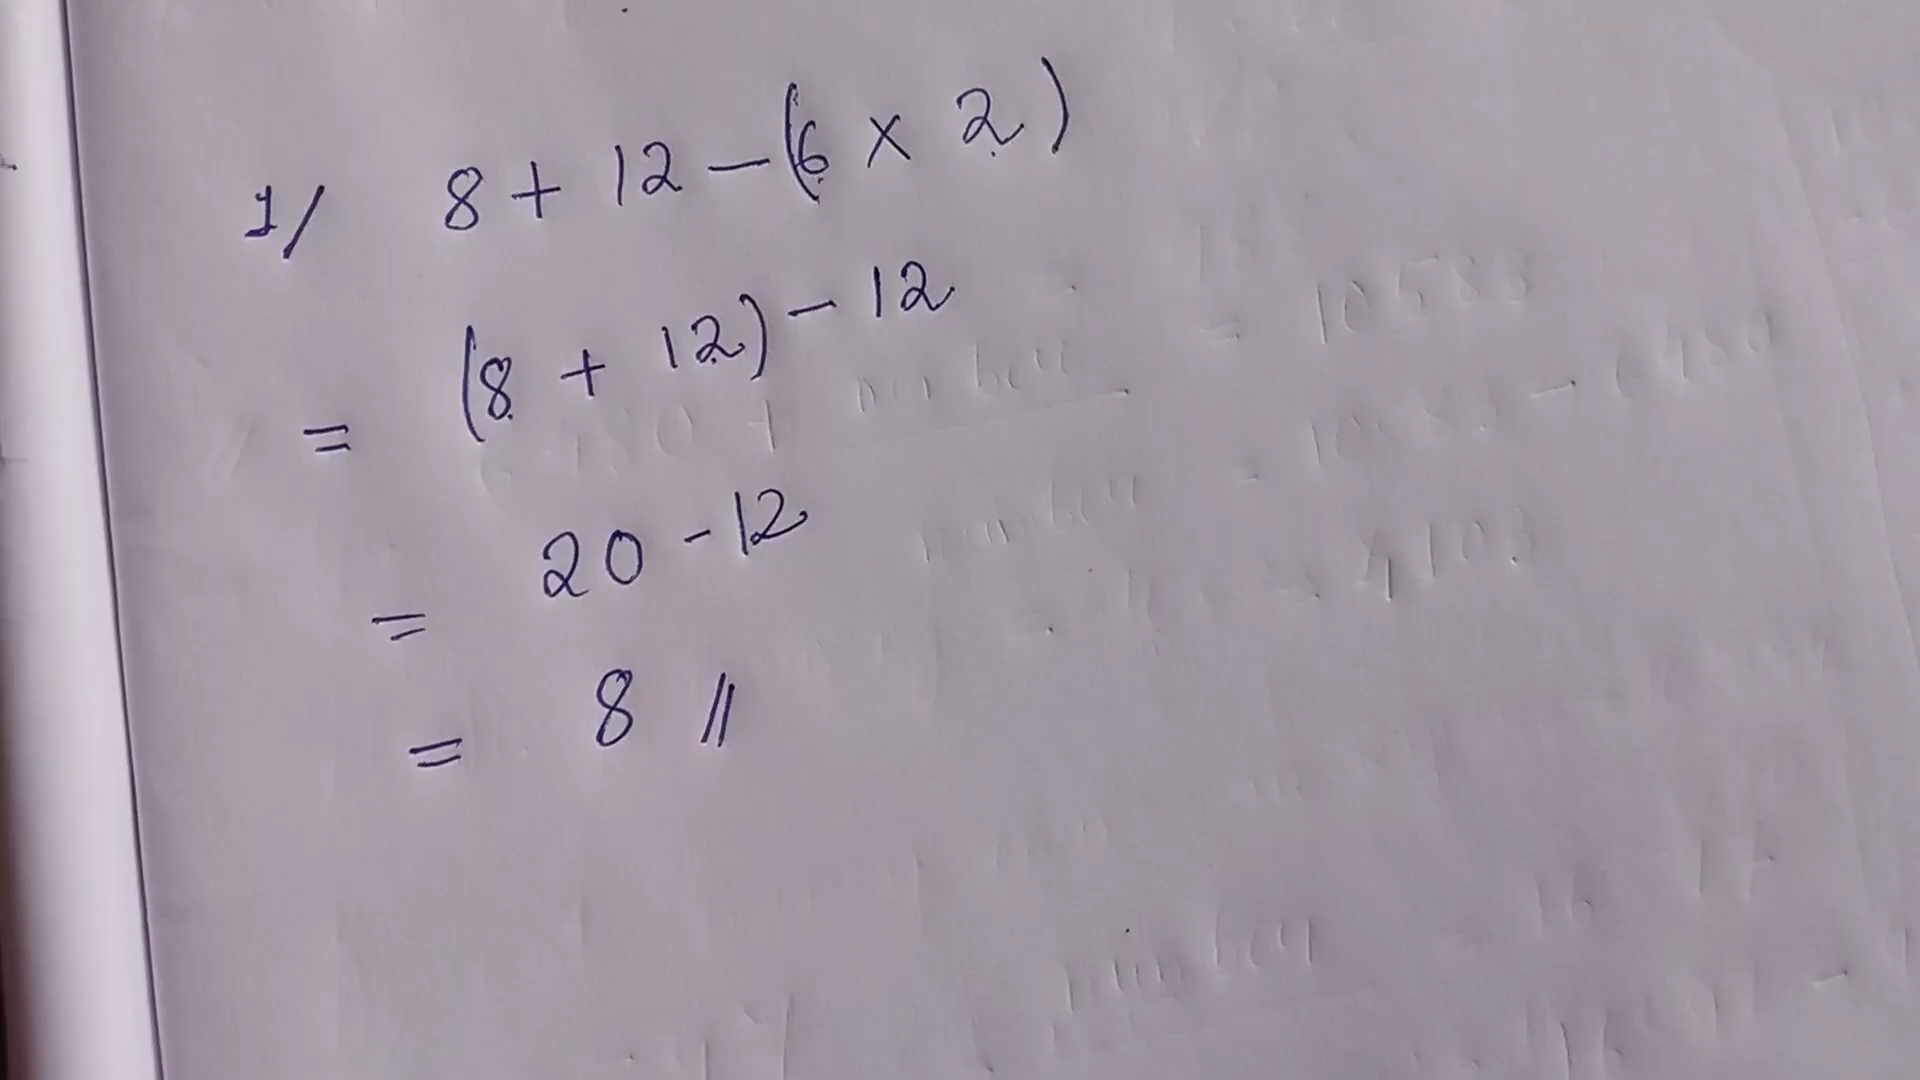 1/ 8 + 12 - (6 × 2)
= (8 + 12) - 12
= 20 - 12
= 8 //